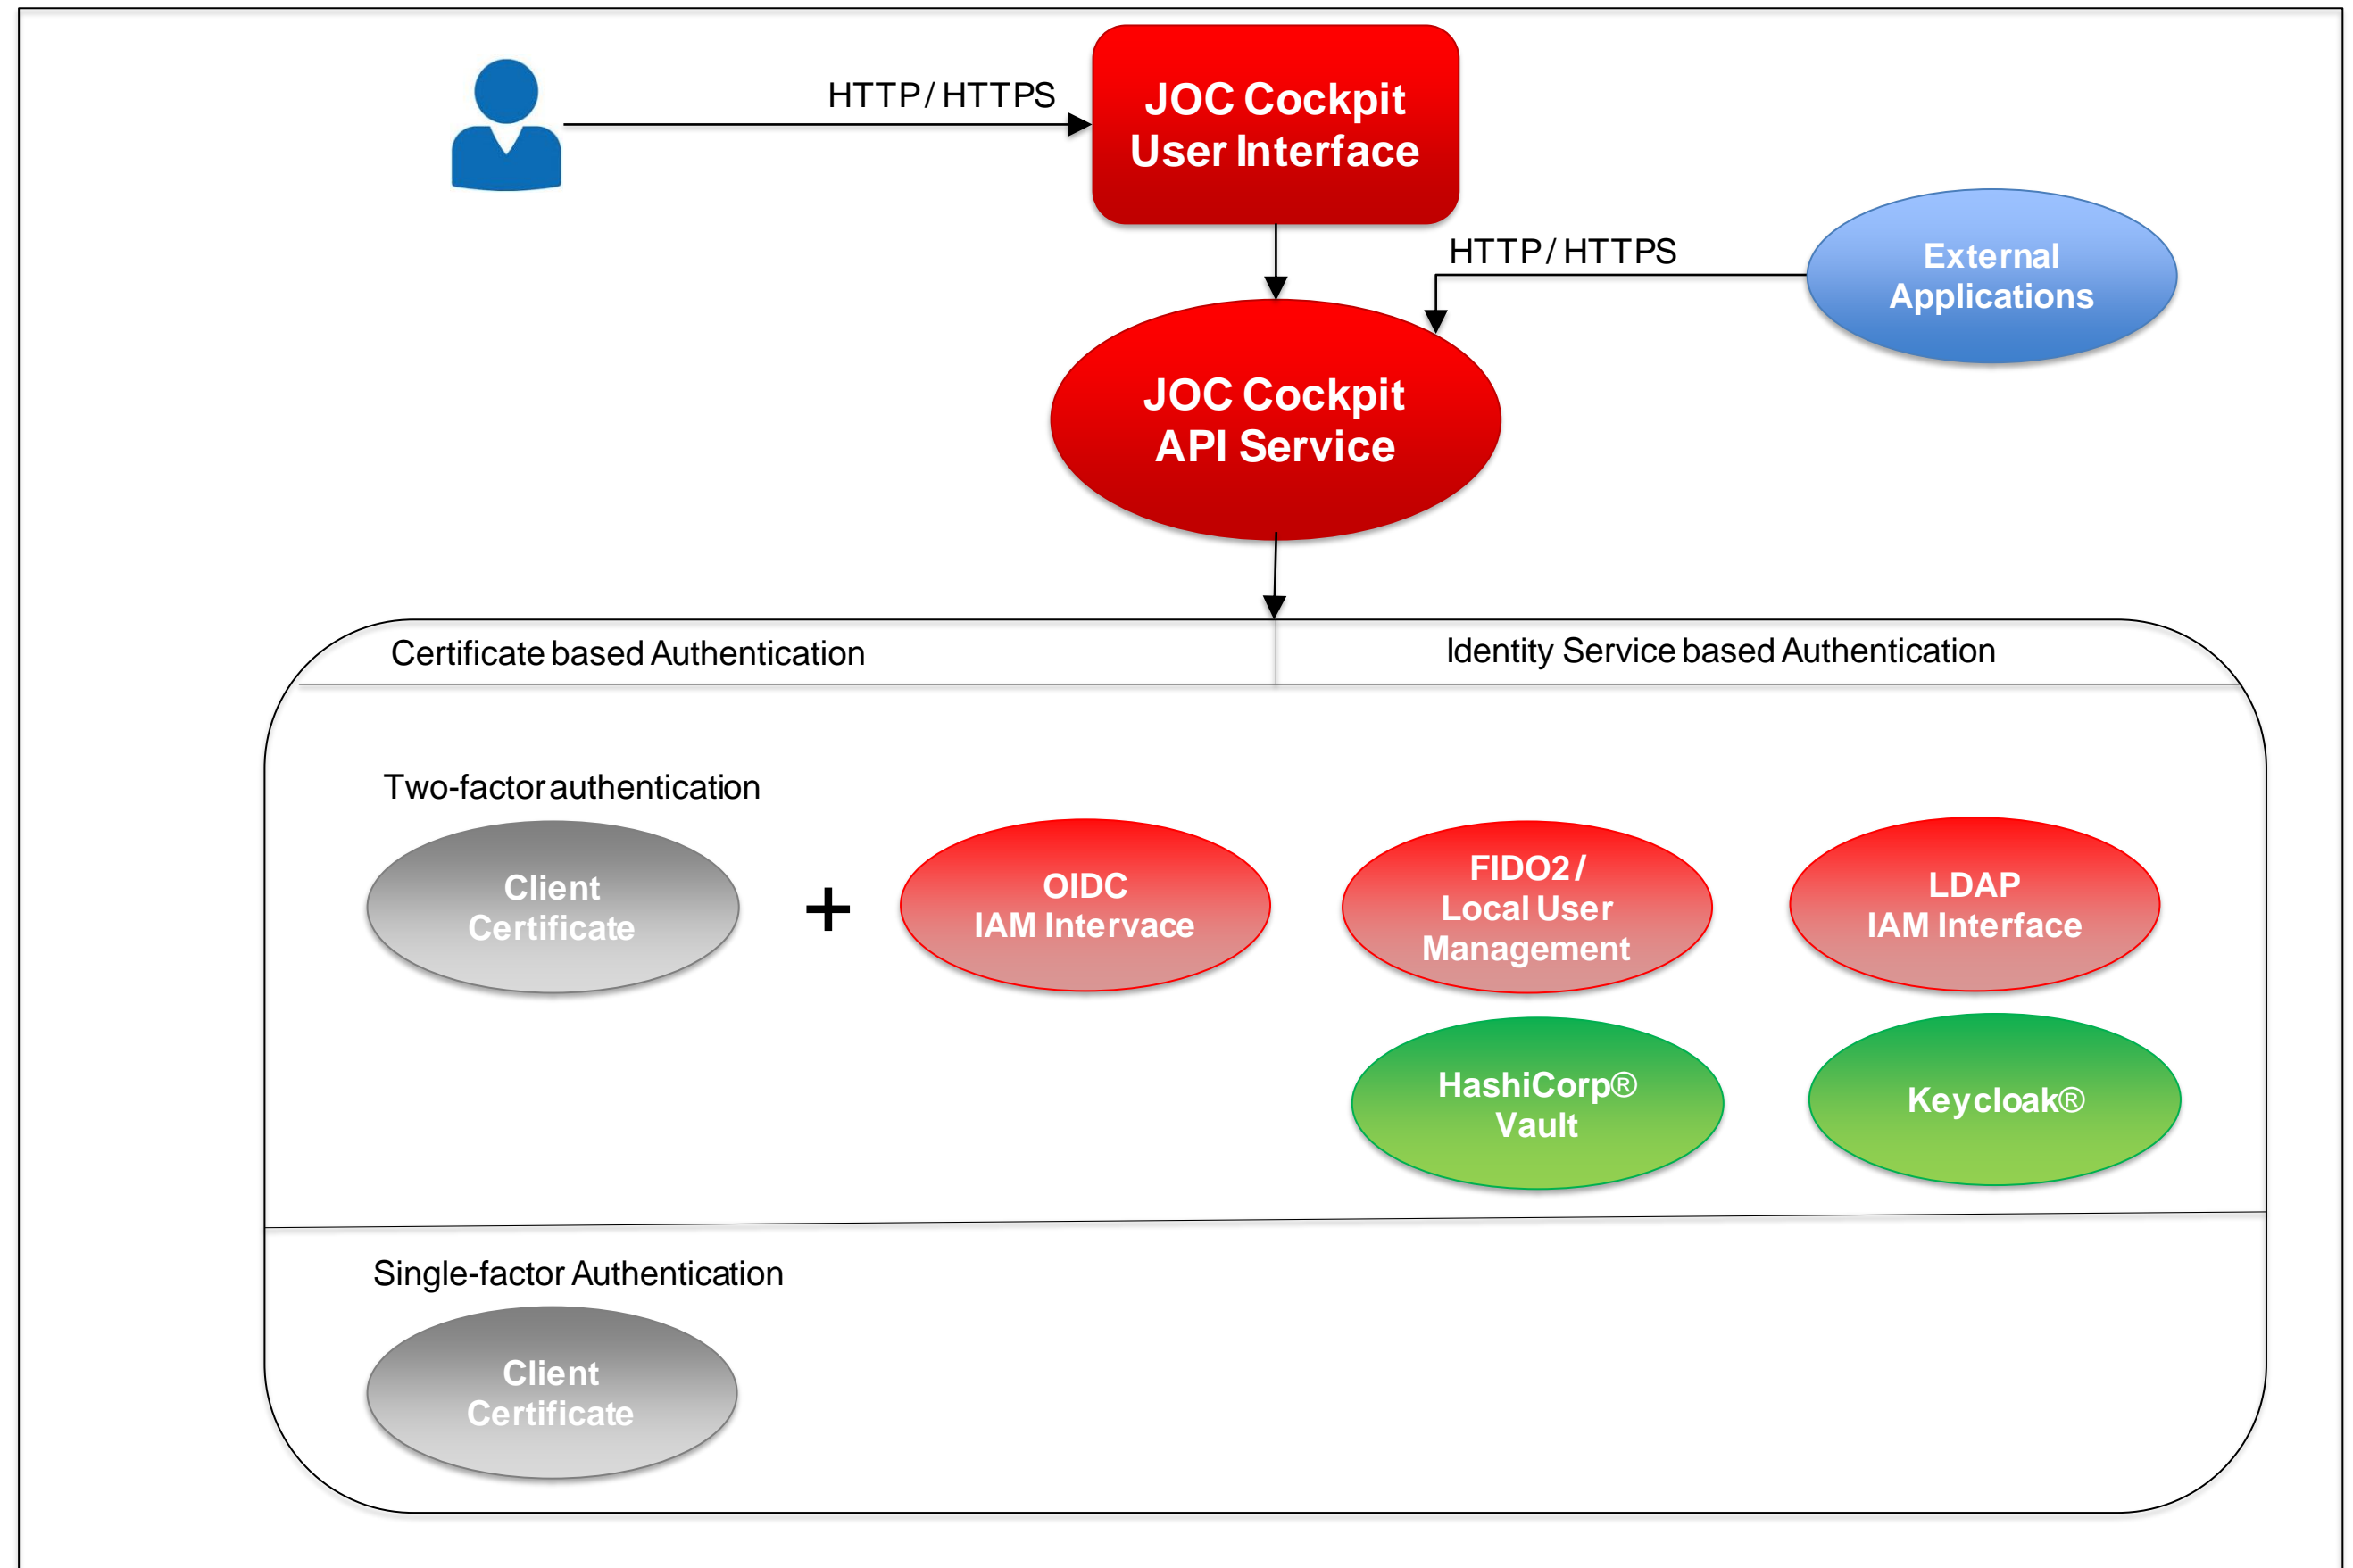 HTTP / HTTPS
JOC Cockpit
User Interface
HTTP / HTTPS
External
Applications
JOC Cockpit
API Service
Certificate based Authentication
Identity Service based Authentication
Two-factor authentication
Client
Certificate
+
OIDC
IAM Intervace
FIDO2 /
Local User
Management
LDAP
IAM Interface
HashiCorp®
Vault
Keycloak®
Single-factor Authentication
Client
Certificate